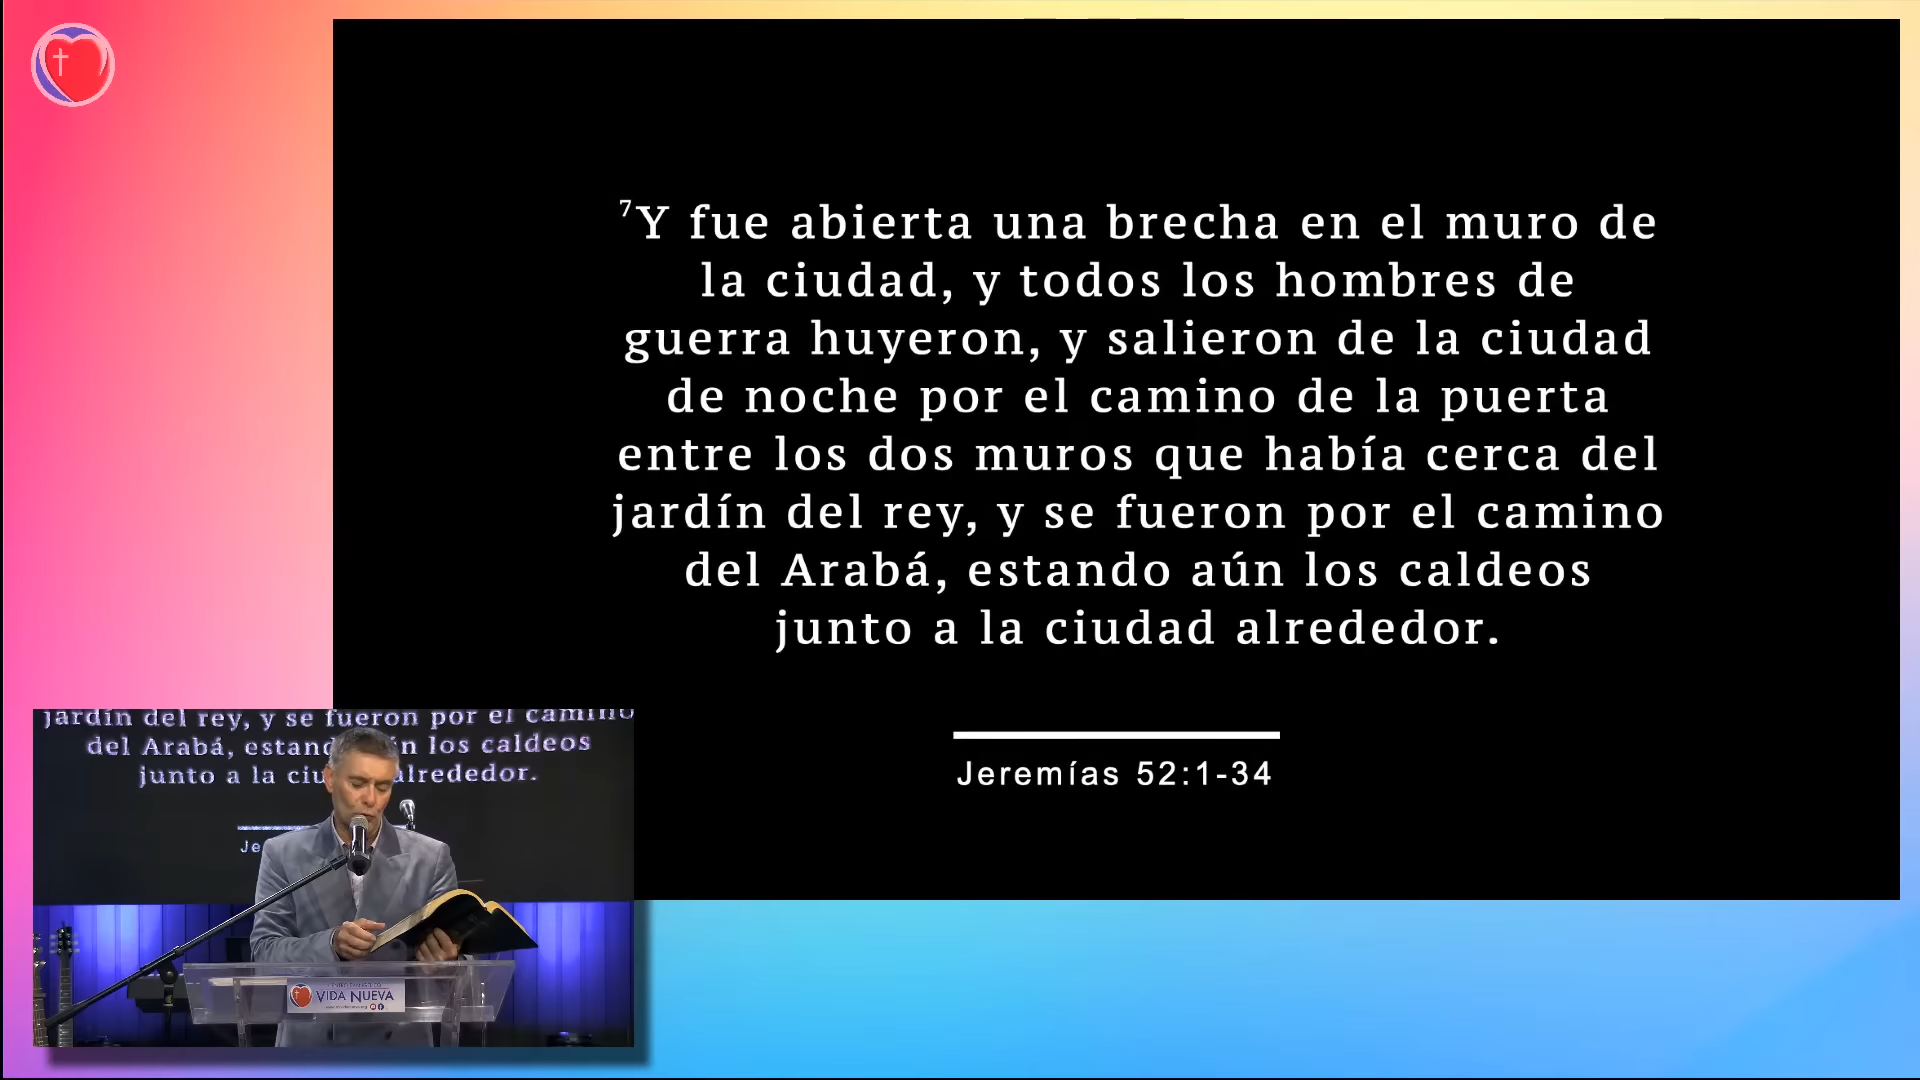 ⁷Y fue abierta una brecha en el muro de
la ciudad, y todos los hombres de
guerra huyeron, y salieron de la ciudad
de noche por el camino de la puerta
entre los dos muros que había cerca del
jardín del rey, y se fueron por el camino
del Arabá, estando aún los caldeos
junto a la ciudad alrededor.
Jeremías 52:1-34
jardín del rey, y se fueron por el camino
del Arabá, estand n los caldeos
junto a la ciu alrededor.
Je
CENTRO EVANGELICO
VIDA NUEVA